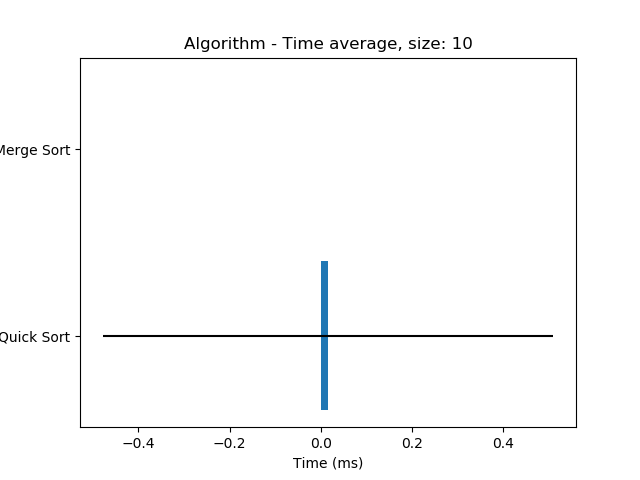 Algorithm - Time average, size: 10
Merge Sort
Quick Sort
−0.4 −0.2 0.0 0.2 0.4
Time (ms)